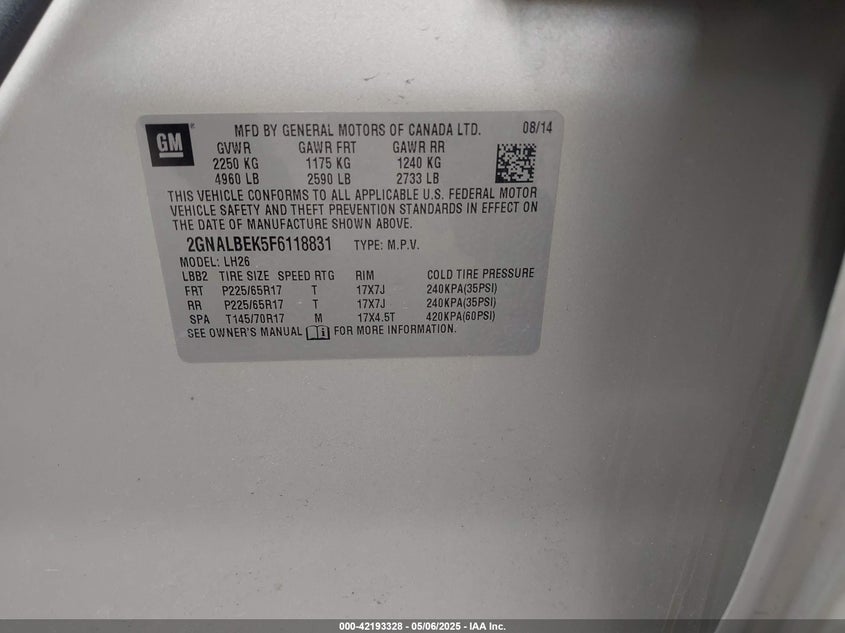 GM
MFD BY GENERAL MOTORS OF CANADA LTD. 08/14
GVWR GAWR FRT GAWR RR
2250 KG 1175 KG 1240 KG
4960 LB 2590 LB 2733 LB
THIS VEHICLE CONFORMS TO ALL APPLICABLE U.S. FEDERAL MOTOR
VEHICLE SAFETY AND THEFT PREVENTION STANDARDS IN EFFECT ON
THE DATE OF MANUFACTURE SHOWN ABOVE.
2GNALBEK5F6118831 TYPE: M.P.V.
MODEL: LH26
LBB2 TIRE SIZE SPEED RTG RIM COLD TIRE PRESSURE
FRT P225/65R17 T 17X7J 240KPA(35PSI)
RR P225/65R17 T 17X7J 240KPA(35PSI)
SPA T145/70R17 M 17X4.5T 420KPA(60PSI)
SEE OWNER'S MANUAL FOR MORE INFORMATION.
000-42193328 - 05/06/2025 - IAA Inc.